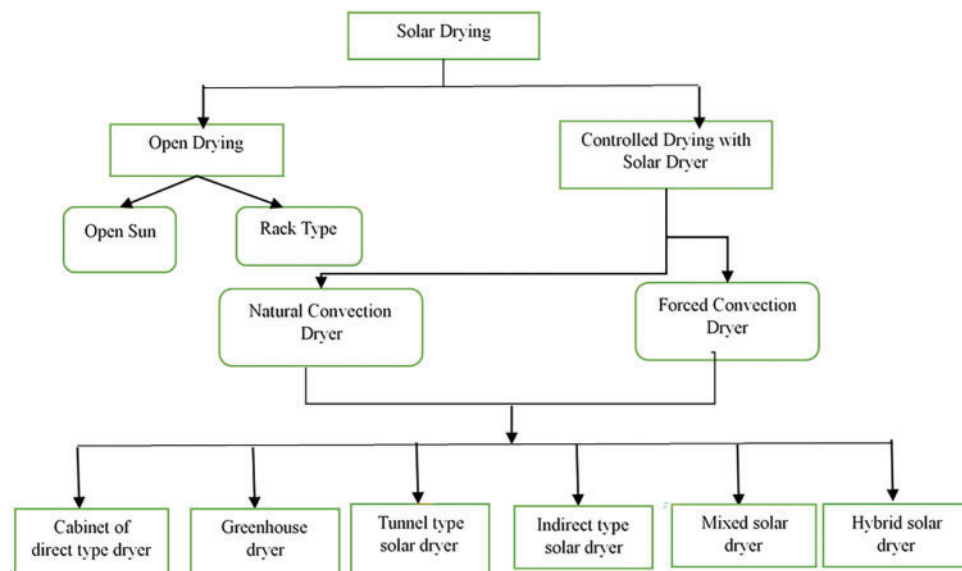 Solar Drying
Open Drying
Controlled Drying with
Solar Dryer
Open Sun
Rack Type
Natural Convection
Dryer
Forced Convection
Dryer
Cabinet of
direct type dryer
Greenhouse
dryer
Tunnel type
solar dryer
Indirect type
solar dryer
Mixed solar
dryer
Hybrid solar
dryer